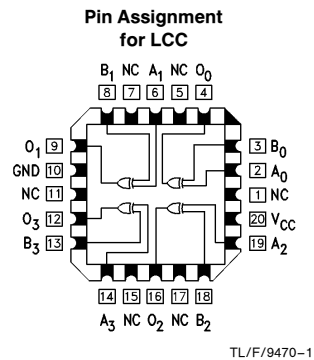 Pin Assignment
for LCC
B1 NC A1 NC O0
8 7 6 5 4
O1 9
GND 10
NC 11
O3 12
B3 13
3 B0
2 A0
1 NC
20 VCC
19 A2
14 15 16 17 18
A3 NC O2 NC B2
TL/F/9470–1